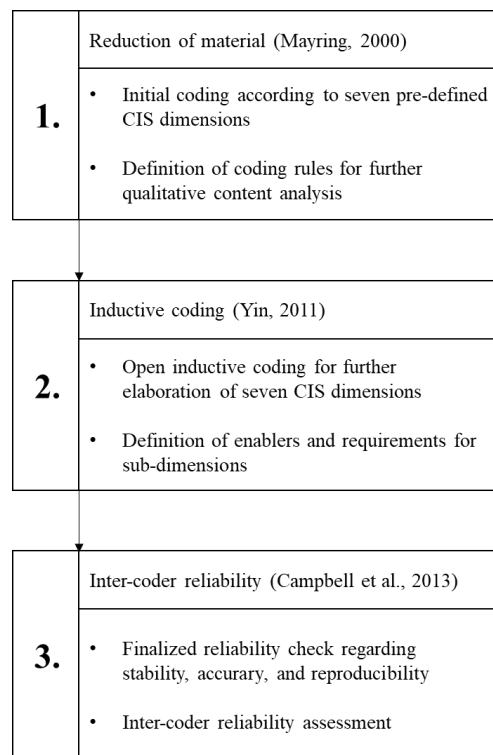 Reduction of material (Mayring, 2000)
1.
• Initial coding according to seven pre-defined
CIS dimensions
• Definition of coding rules for further
qualitative content analysis
Inductive coding (Yin, 2011)
2.
• Open inductive coding for further
elaboration of seven CIS dimensions
• Definition of enablers and requirements for
sub-dimensions
Inter-coder reliability (Campbell et al., 2013)
3.
• Finalized reliability check regarding
stability, accurary, and reproducibility
• Inter-coder reliability assessment